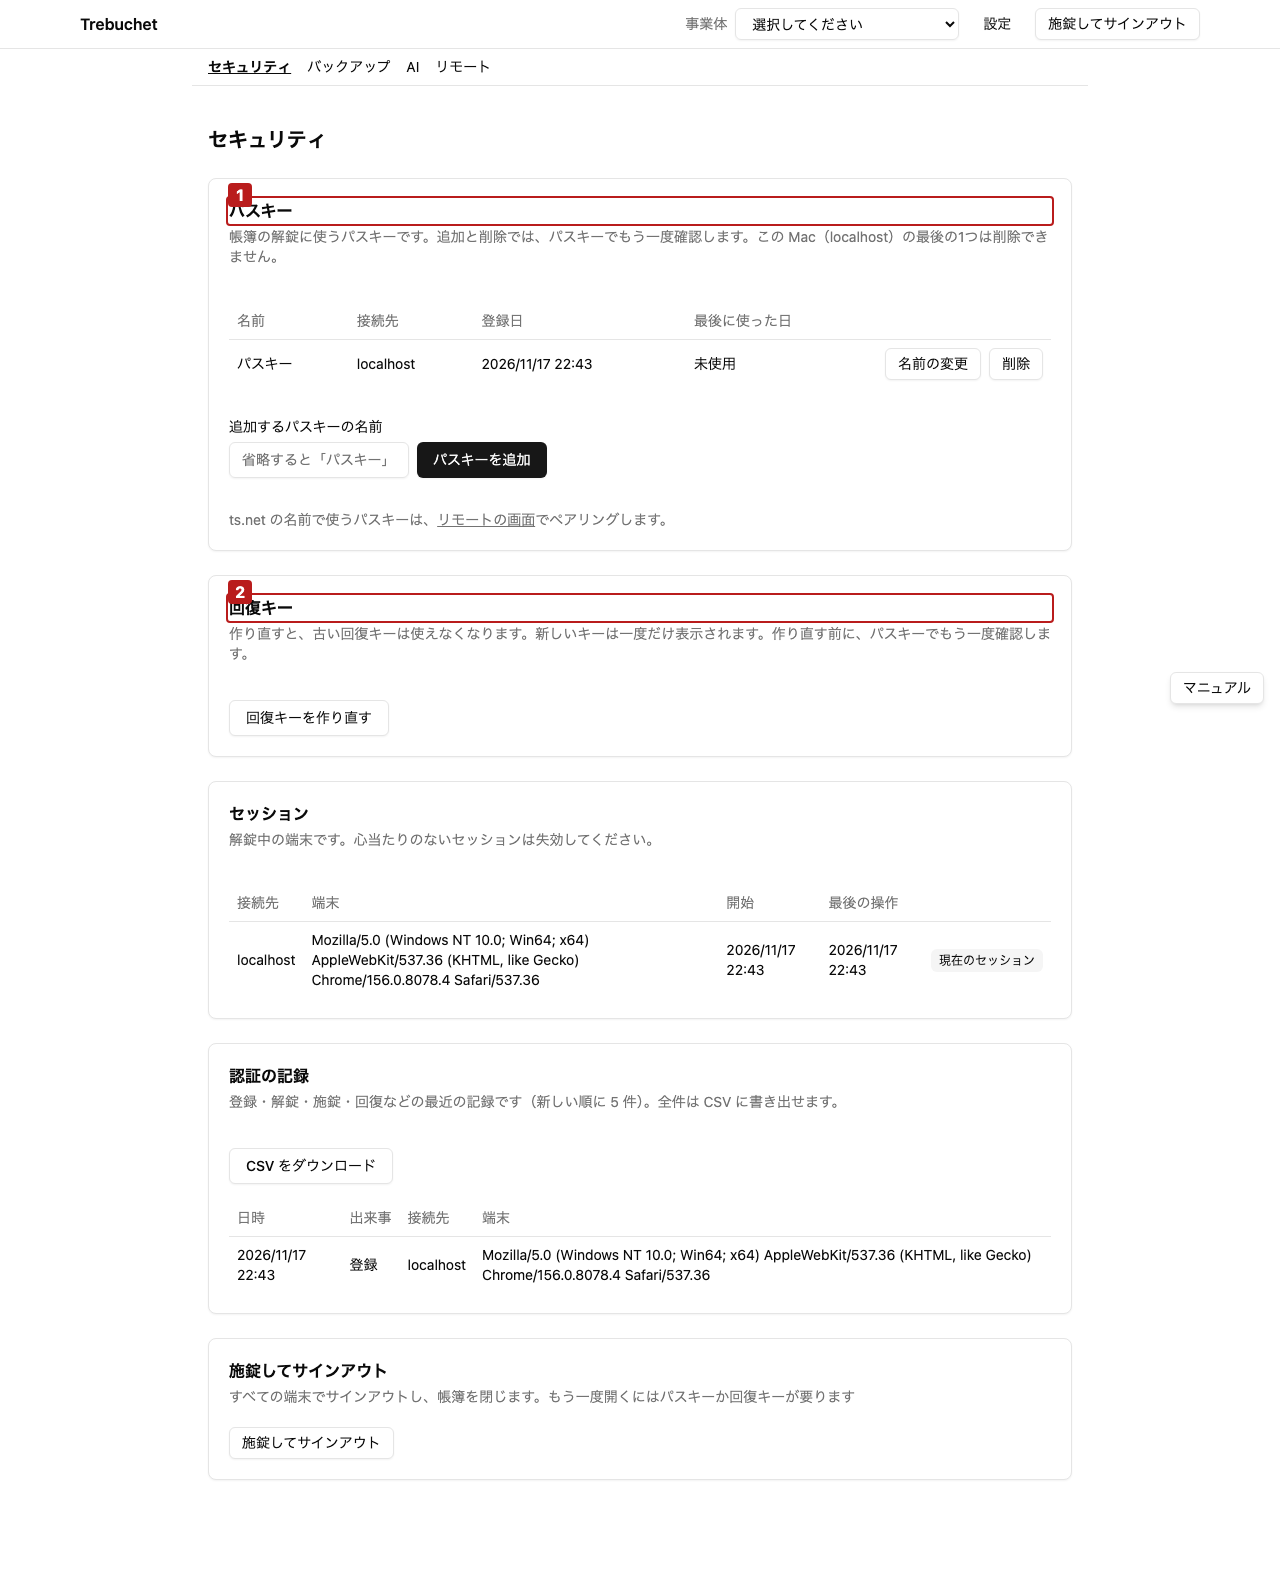 Trebuchet
事業体 選択してください 設定 施錠してサインアウト
セキュリティ バックアップ AI リモート
セキュリティ
1
パスキー
帳簿の解錠に使うパスキーです。追加と削除では、パスキーでもう一度確認します。この Mac（localhost）の最後の1つは削除でき
ません。
名前 接続先 登録日 最後に使った日
パスキー localhost 2026/11/17 22:43 未使用 名前の変更 削除
追加するパスキーの名前
省略すると「パスキー」 パスキーを追加
ts.net の名前で使うパスキーは、リモートの画面でペアリングします。
2
回復キー
作り直すと、古い回復キーは使えなくなります。新しいキーは一度だけ表示されます。作り直す前に、パスキーでもう一度確認しま
す。
マニュアル
回復キーを作り直す
セッション
解錠中の端末です。心当たりのないセッションは失効してください。
接続先 端末 開始 最後の操作
localhost
Mozilla/5.0 (Windows NT 10.0; Win64; x64)
AppleWebKit/537.36 (KHTML, like Gecko)
Chrome/156.0.8078.4 Safari/537.36
2026/11/17
22:43
2026/11/17
22:43
現在のセッション
認証の記録
登録・解錠・施錠・回復などの最近の記録です（新しい順に 5 件）。全件は CSV に書き出せます。
CSV をダウンロード
日時 出来事 接続先 端末
2026/11/17
22:43
登録
localhost
Mozilla/5.0 (Windows NT 10.0; Win64; x64) AppleWebKit/537.36 (KHTML, like Gecko)
Chrome/156.0.8078.4 Safari/537.36
施錠してサインアウト
すべての端末でサインアウトし、帳簿を閉じます。もう一度開くにはパスキーか回復キーが要ります
施錠してサインアウト